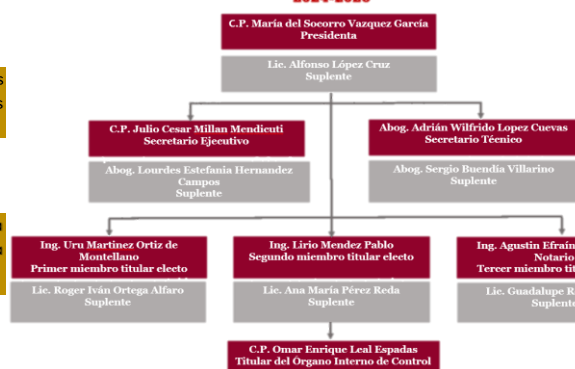 C.P. María del Socorro Vazquez García
Presidenta
Lic. Alfonso López Cruz
Suplente
C.P. Julio Cesar Millan Mendicuti
Secretario Ejecutivo
Abog. Lourdes Estefania Hernandez
Campos
Suplente
Abog. Adrián Wilfrido Lopez Cuevas
Secretario Técnico
Abog. Sergio Buendía Villarino
Suplente
Ing. Uru Martinez Ortiz de
Montellano
Primer miembro titular electo
Lic. Roger Iván Ortega Alfaro
Suplente
Ing. Lirio Mendez Pablo
Segundo miembro titular electo
Lic. Ana María Pérez Reda
Suplente
Ing. Agustin Efraín
Notario
Tercer miembro
Lic. Guadalupe
Suplente
C.P. Omar Enrique Leal Espadas
Titular del Órgano Interno de Control